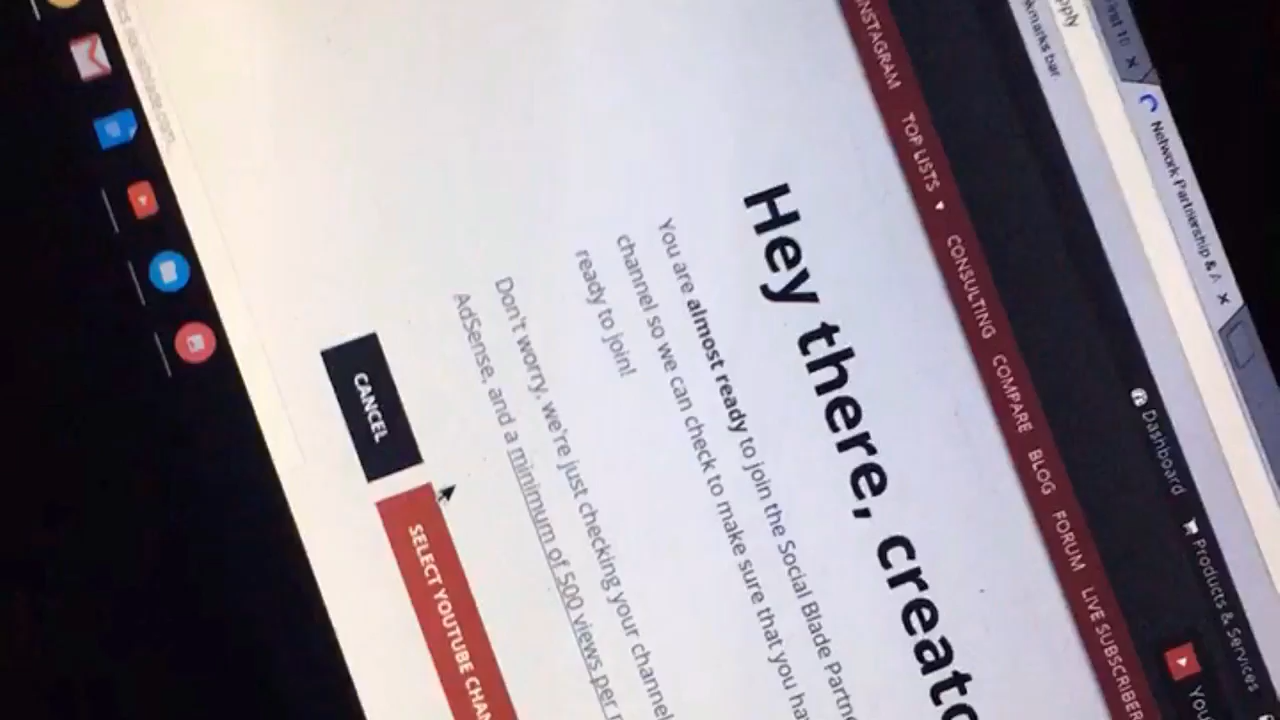 Network Partnership & A
Dashboard
Products & Services
INSTAGRAM TOP LISTS ▼ CONSULTING COMPARE BLOG FORUM LIVE SUBSCRIBER
Hey there, creato
You are almost ready to join the Social Blade Partne
channel so we can check to make sure that you ha
ready to join!
Don't worry, we're just checking your channel
AdSense, and a minimum of 500 views per
CANCEL
SELECT YOUTUBE CHAN